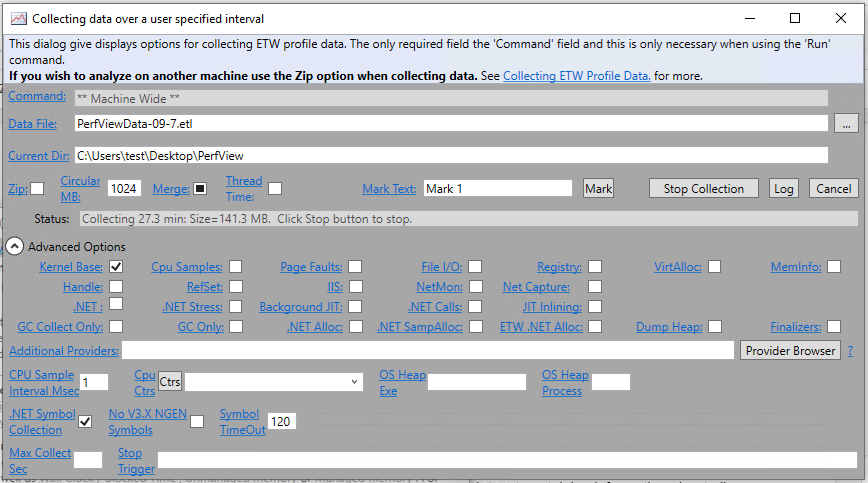 Collecting data over a user specified interval
This dialog give displays options for collecting ETW profile data. The only required field the 'Command' field and this is only necessary when using the 'Run'
command.
If you wish to analyze on another machine use the Zip option when collecting data. See Collecting ETW Profile Data. for more.
Command: ** Machine Wide **
Data File: PerfViewData-09-7.etl ...
Current Dir: C:\Users\test\Desktop\PerfView
Zip: Circular MB: 1024 Merge: Thread Time: Mark Text: Mark 1 Mark Stop Collection Log Cancel
Status: Collecting 27.3 min: Size=141.3 MB. Click Stop button to stop.
Advanced Options
Kernel Base: Cpu Samples: Page Faults: File I/O: Registry: VirtAlloc: MemInfo:
Handle: RefSet: IIS: NetMon: Net Capture:
.NET : .NET Stress: Background JIT: .NET Calls: JIT Inlining:
GC Collect Only: GC Only: .NET Alloc: .NET SampAlloc: ETW .NET Alloc: Dump Heap: Finalizers:
Additional Providers: Provider Browser ?
CPU Sample Interval Msec 1 Cpu Ctrs Ctrs OS Heap Exe OS Heap Process
.NET Symbol Collection No V3.X NGEN Symbols Symbol TimeOut 120
Max Collect Sec Stop Trigger